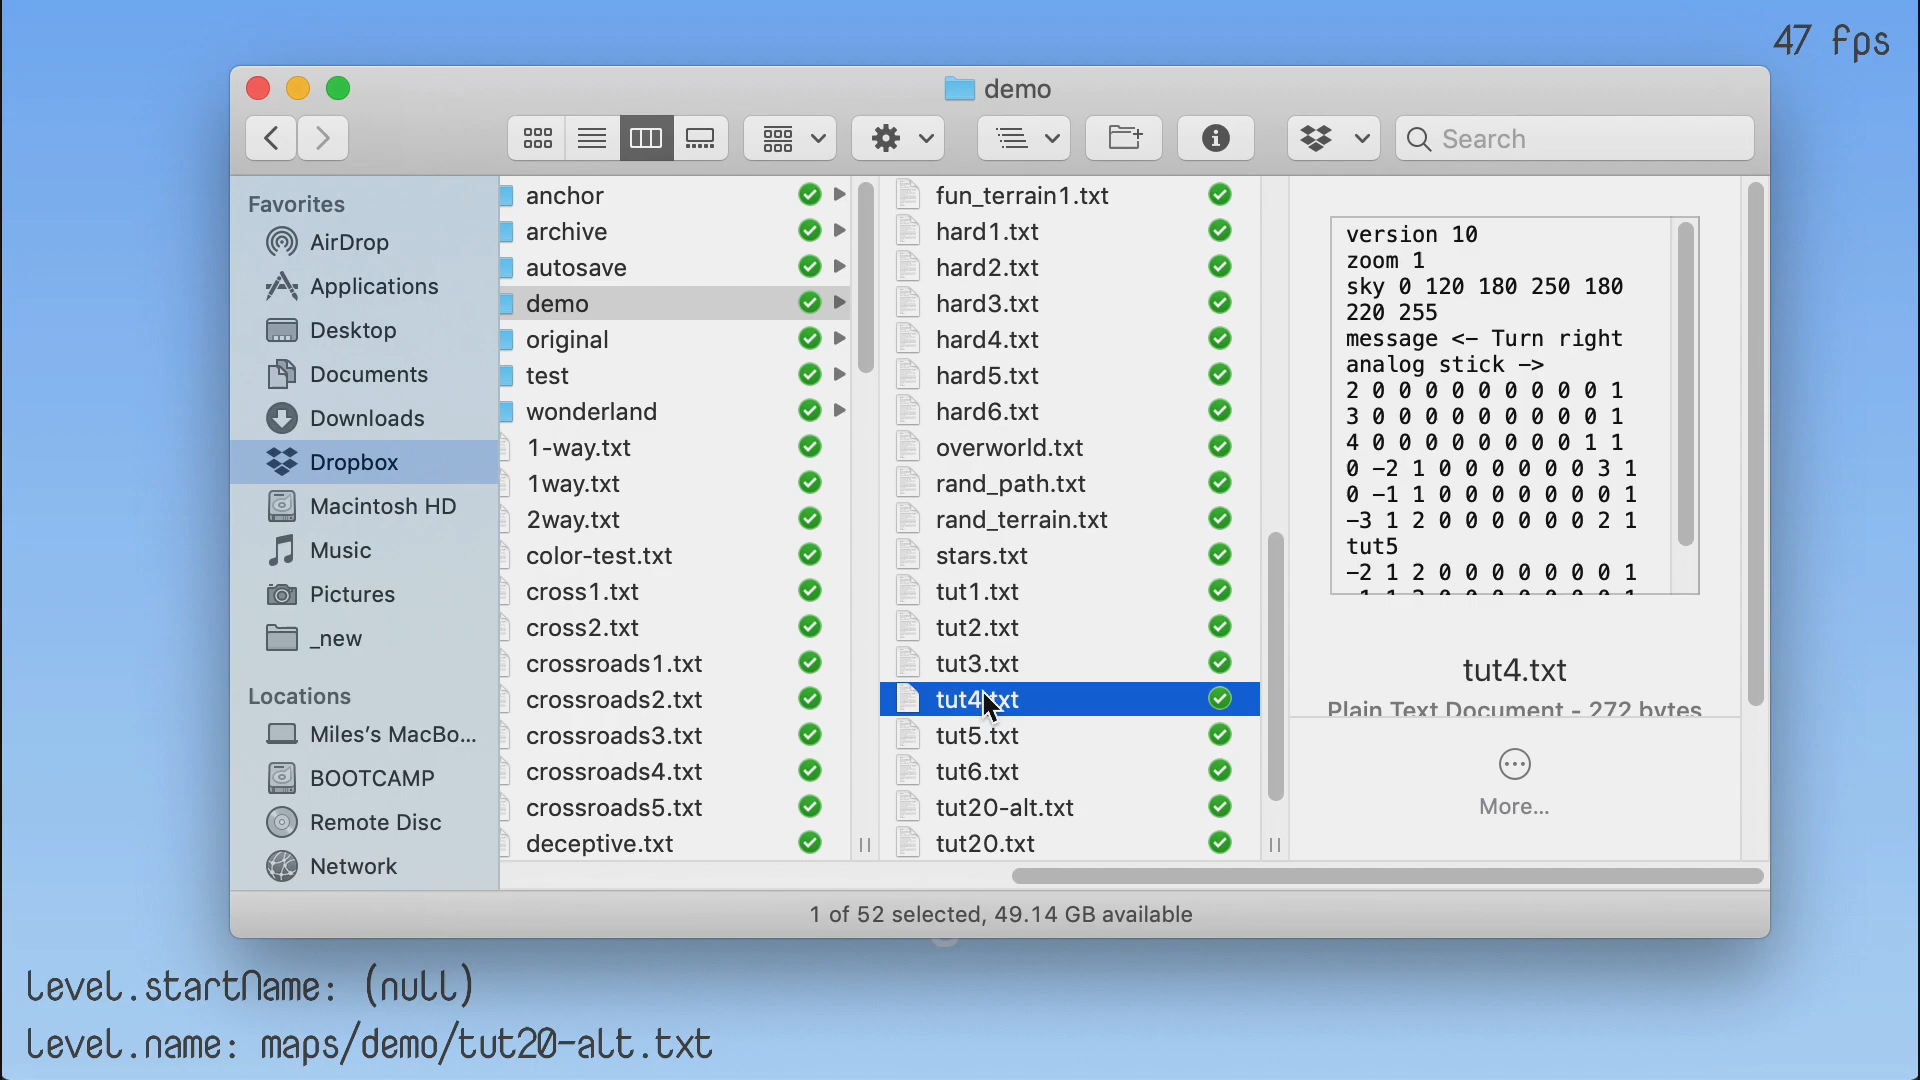 47 fps
demo
Search
Favorites
AirDrop
Applications
Desktop
Documents
Downloads
Dropbox
Macintosh HD
Music
Pictures
_new
Locations
Miles's MacBo...
BOOTCAMP
Remote Disc
Network
anchor
archive
autosave
demo
original
test
wonderland
1-way.txt
1way.txt
2way.txt
color-test.txt
cross1.txt
cross2.txt
crossroads1.txt
crossroads2.txt
crossroads3.txt
crossroads4.txt
crossroads5.txt
deceptive.txt
fun_terrain1.txt
hard1.txt
hard2.txt
hard3.txt
hard4.txt
hard5.txt
hard6.txt
overworld.txt
rand_path.txt
rand_terrain.txt
stars.txt
tut1.txt
tut2.txt
tut3.txt
tut4.txt
tut5.txt
tut6.txt
tut20-alt.txt
tut20.txt
version 10
zoom 1
sky 0 120 180 250 180
220 255
message <- Turn right
analog stick ->
2 0 0 0 0 0 0 0 0 0 1
3 0 0 0 0 0 0 0 0 0 1
4 0 0 0 0 0 0 0 0 1 1
0 -2 1 0 0 0 0 0 0 3 1
0 -1 1 0 0 0 0 0 0 0 1
-3 1 2 0 0 0 0 0 0 2 1
tut5
-2 1 2 0 0 0 0 0 0 0 1
tut4.txt
Plain Text Document - 272 bytes
More...
1 of 52 selected, 49.14 GB available
level.startName: (null)
level.name: maps/demo/tut20-alt.txt